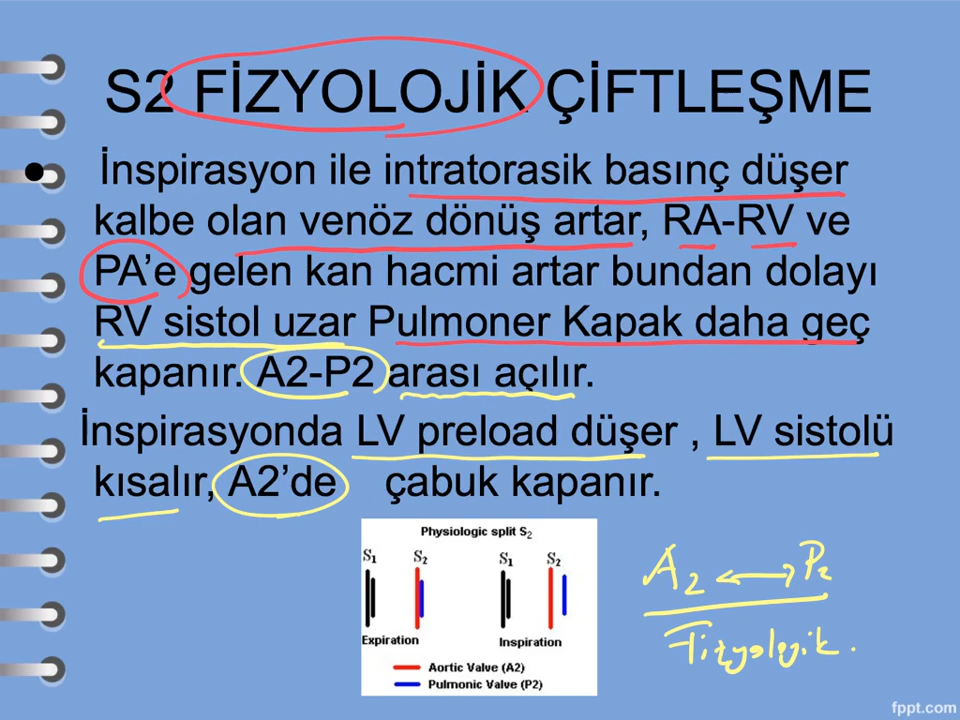 S2 FİZYOLOJİK ÇİFTLEŞME
● İnspirasyon ile intratorasik basınç düşer
kalbe olan venöz dönüş artar, RA-RV ve
PA’e gelen kan hacmi artar bundan dolayı
RV sistol uzar Pulmoner Kapak daha geç
kapanır. A2-P2 arası açılır.
İnspirasyonda LV preload düşer , LV sistolü
kısalır, A2’de çabuk kapanır.
Physiologic split S2
S1 S2 S1 S2
Expiration Inspiration
Aortic Valve (A2)
Pulmonic Valve (P2)
A2 ↔ P2
Fizyolojik.
fppt.com